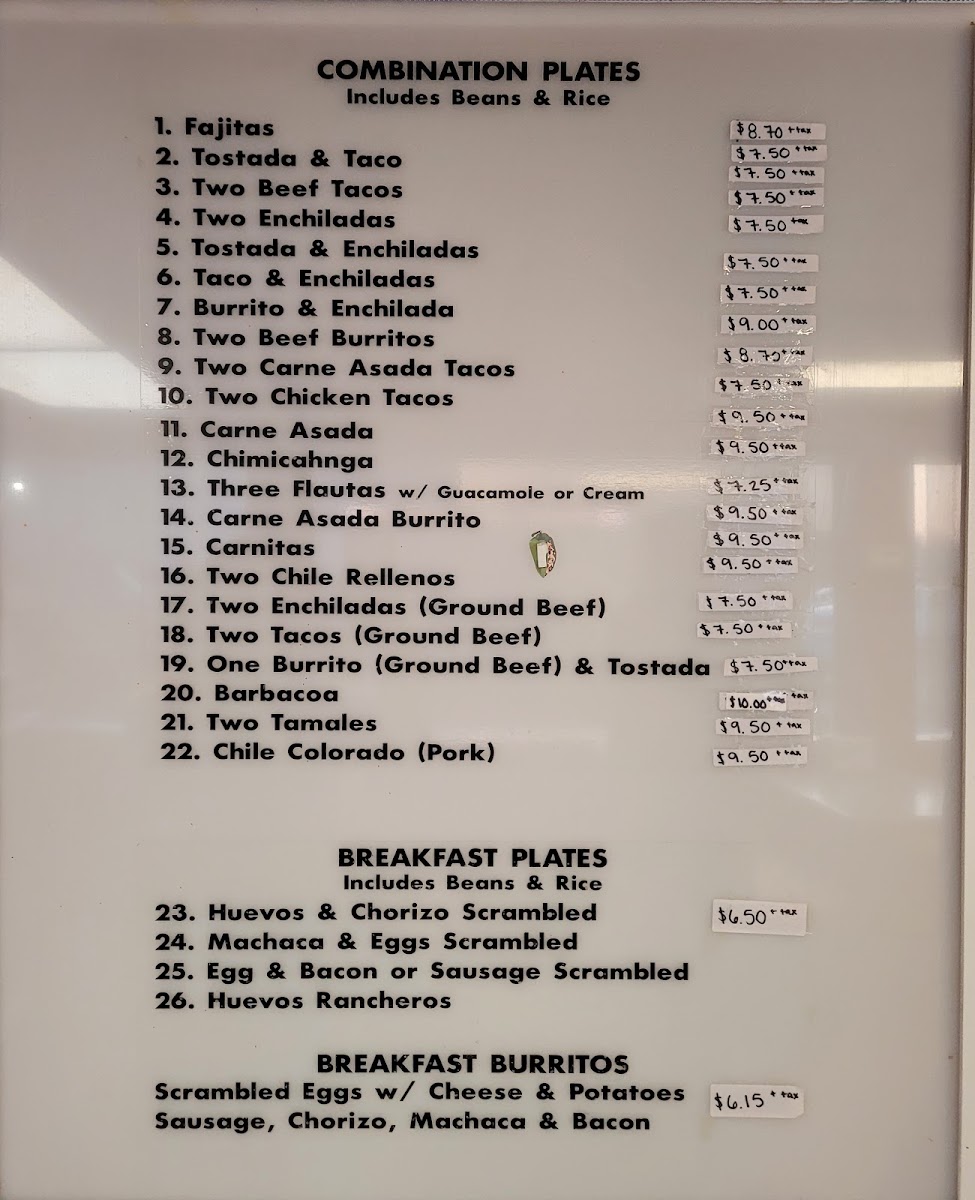 COMBINATION PLATES
Includes Beans & Rice
1. Fajitas $8.70 + tax
2. Tostada & Taco $7.50 + tax
3. Two Beef Tacos $7.50 + tax
4. Two Enchiladas $7.50 + tax
5. Tostada & Enchiladas $7.50 + tax
6. Taco & Enchiladas $7.50 + tax
7. Burrito & Enchilada $7.50 + tax
8. Two Beef Burritos $9.00 + tax
9. Two Carne Asada Tacos $8.70 + tax
10. Two Chicken Tacos $7.50 + tax
11. Carne Asada $9.50 + tax
12. Chimicahnga $9.50 + tax
13. Three Flautas w/ Guacamole or Cream $7.25 + tax
14. Carne Asada Burrito $9.50 + tax
15. Carnitas $9.50 + tax
16. Two Chile Rellenos $9.50 + tax
17. Two Enchiladas (Ground Beef) $7.50 + tax
18. Two Tacos (Ground Beef) $7.50 + tax
19. One Burrito (Ground Beef) & Tostada $7.50 + tax
20. Barbacoa $10.00 + tax
21. Two Tamales $9.50 + tax
22. Chile Colorado (Pork) $9.50 + tax
BREAKFAST PLATES
Includes Beans & Rice
23. Huevos & Chorizo Scrambled $6.50 + tax
24. Machaca & Eggs Scrambled
25. Egg & Bacon or Sausage Scrambled
26. Huevos Rancheros
BREAKFAST BURRITOS
Scrambled Eggs w/ Cheese & Potatoes $6.15 + tax
Sausage, Chorizo, Machaca & Bacon